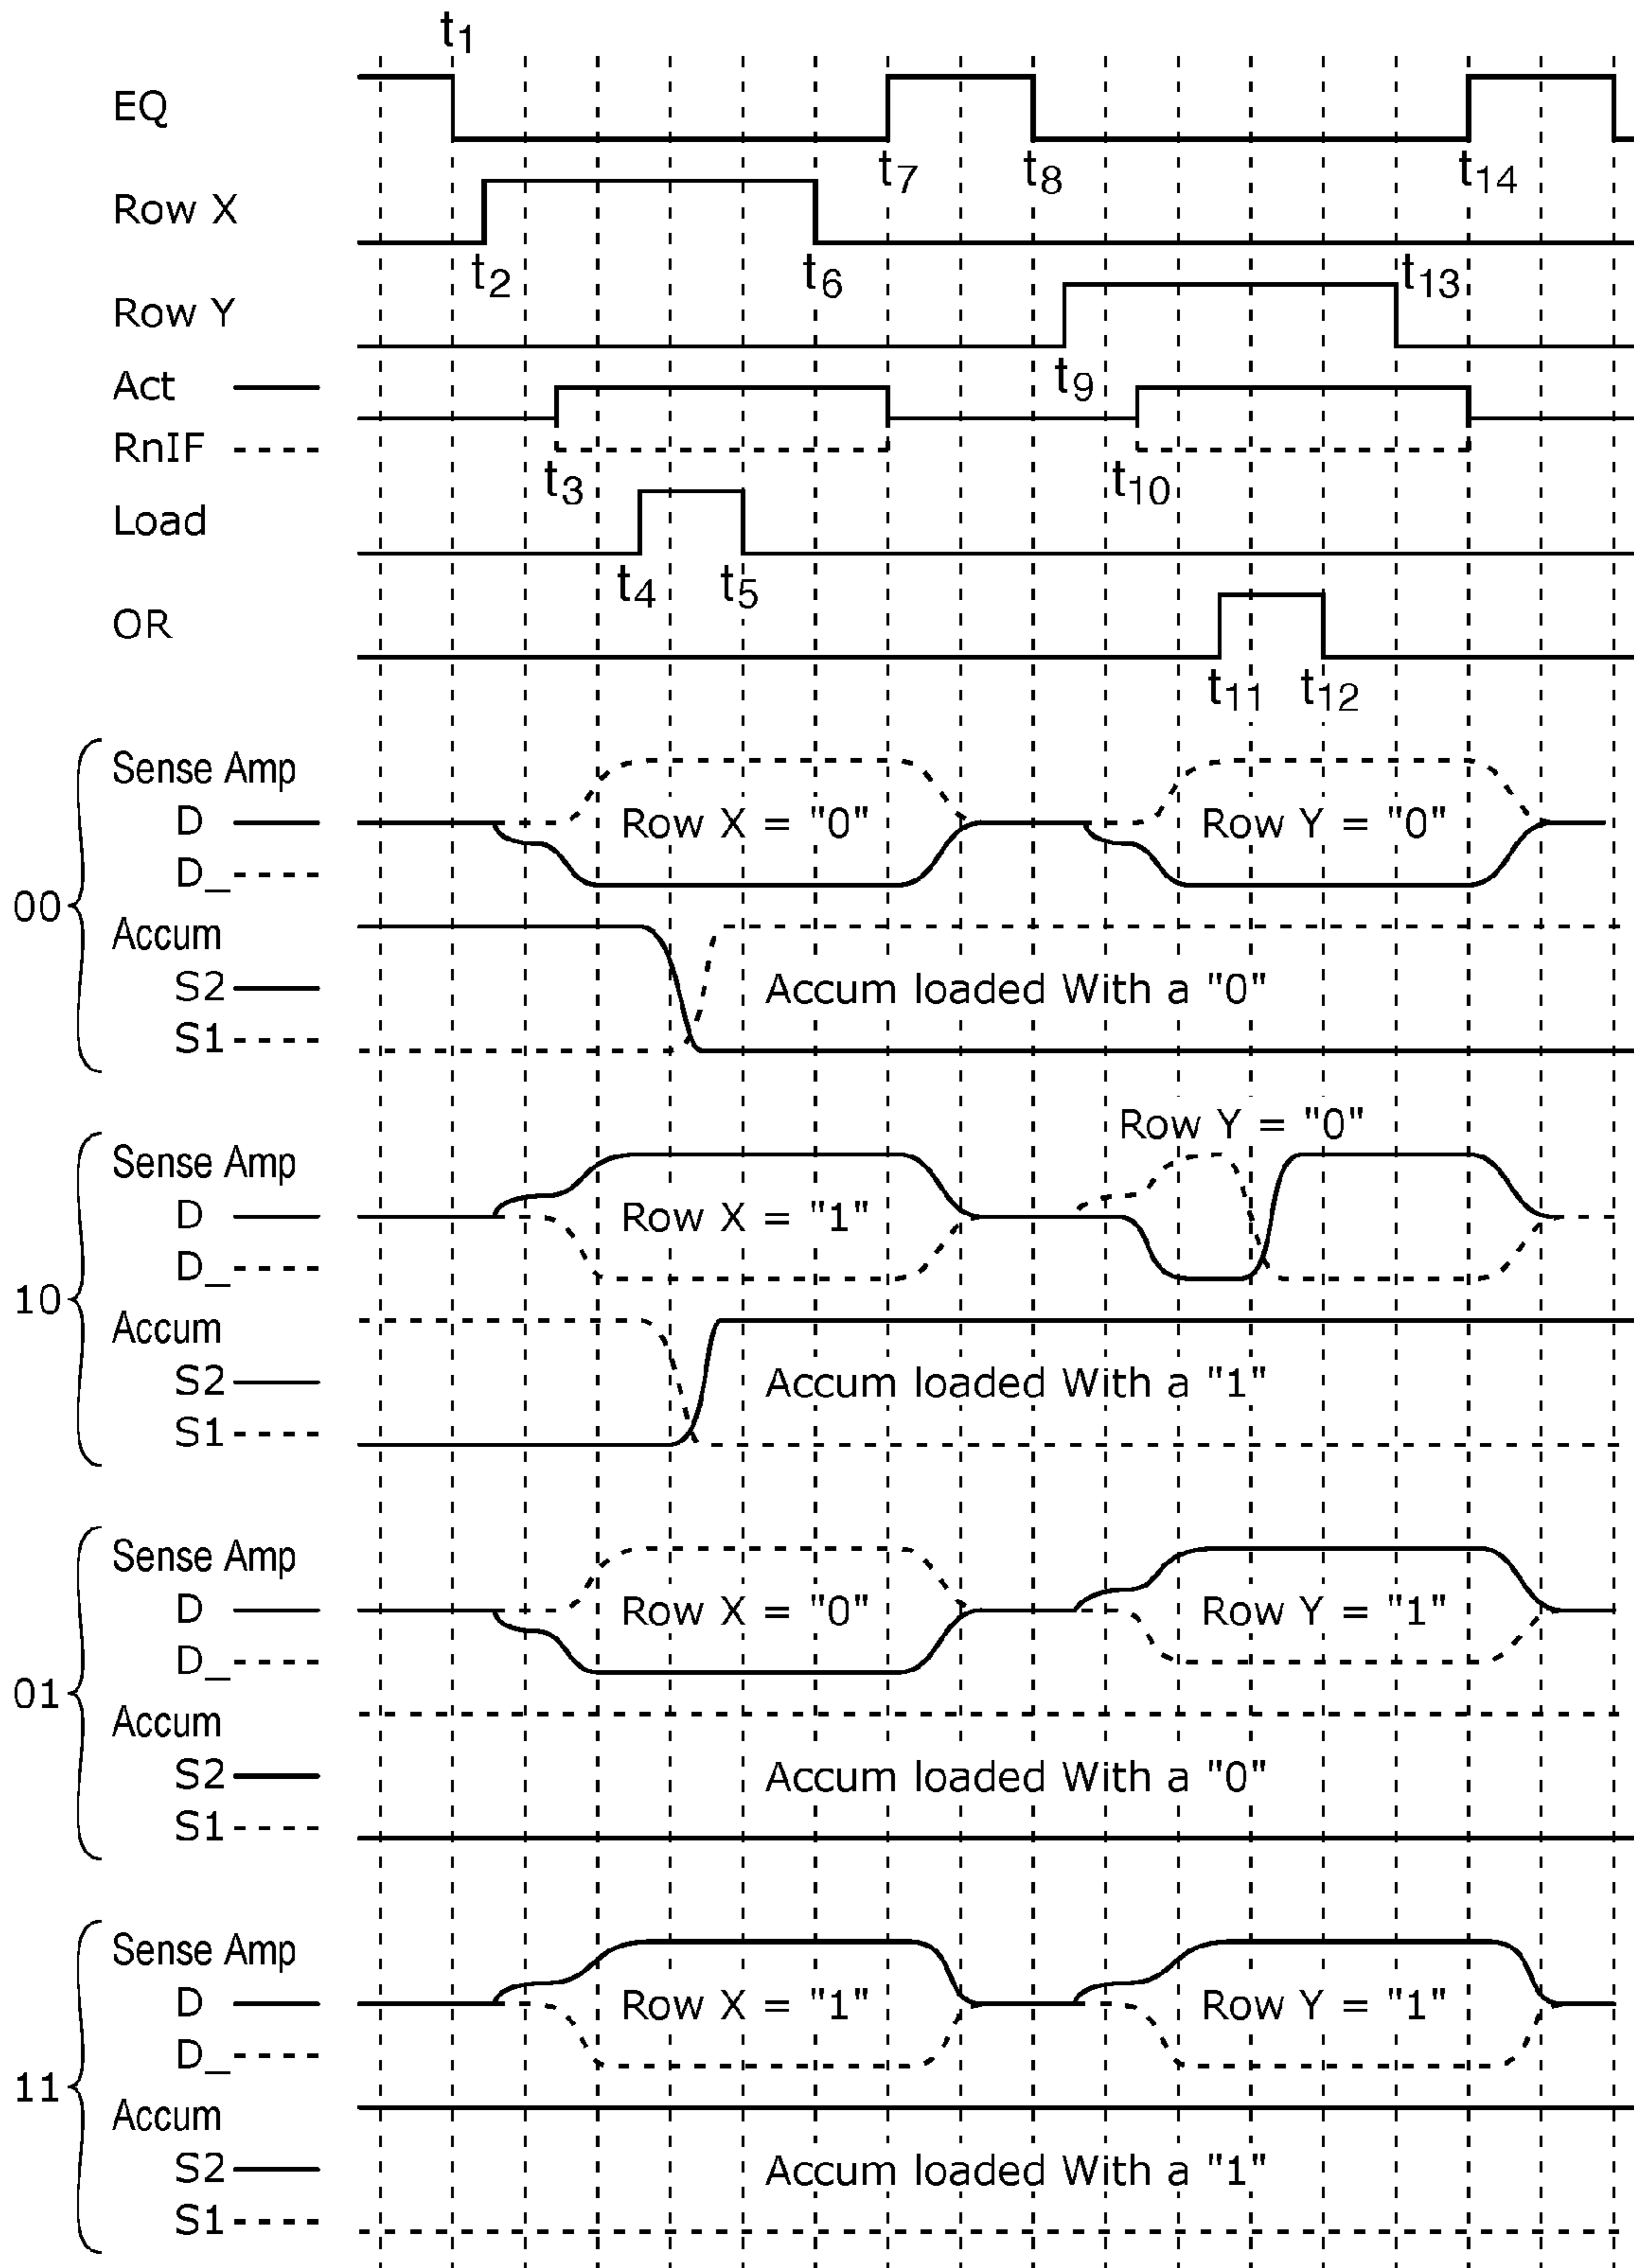 t1
EQ
t7 t8 t14
Row X
t2 t6 t13
Row Y
t9
Act
RnIF
t3 t10
Load
t4 t5
OR
t11 t12
00
Sense Amp
D
D_
Row X = "0" Row Y = "0"
Accum
S2
S1
Accum loaded With a "0"
10
Row Y = "0"
Sense Amp
D
D_
Row X = "1"
Accum
S2
S1
Accum loaded With a "1"
01
Sense Amp
D
D_
Row X = "0" Row Y = "1"
Accum
S2
S1
Accum loaded With a "0"
11
Sense Amp
D
D_
Row X = "1" Row Y = "1"
Accum
S2
S1
Accum loaded With a "1"